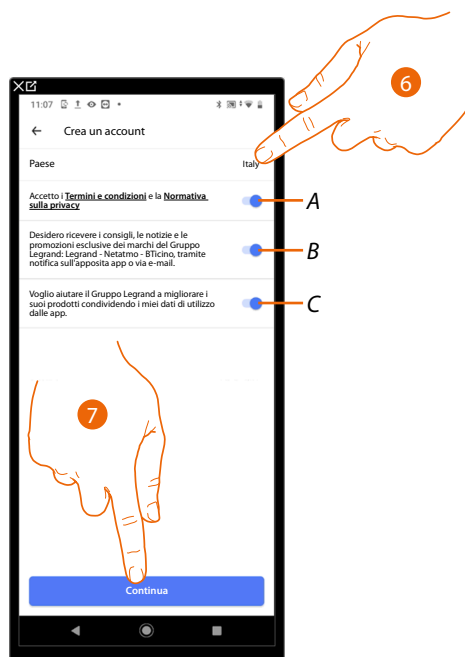 6
11:07
Crea un account
Paese
Italy
Accetto i Termini e condizioni e la Normativa
sulla privacy
A
Desidero ricevere i consigli, le notizie e le
promozioni esclusive dei marchi del Gruppo
Legrand: Legrand - Netatmo - BTicino, tramite
notifica sull'apposita app o via e-mail.
B
Voglio aiutare il Gruppo Legrand a migliorare i
suoi prodotti condividendo i miei dati di utilizzo
dalle app.
C
7
Continua